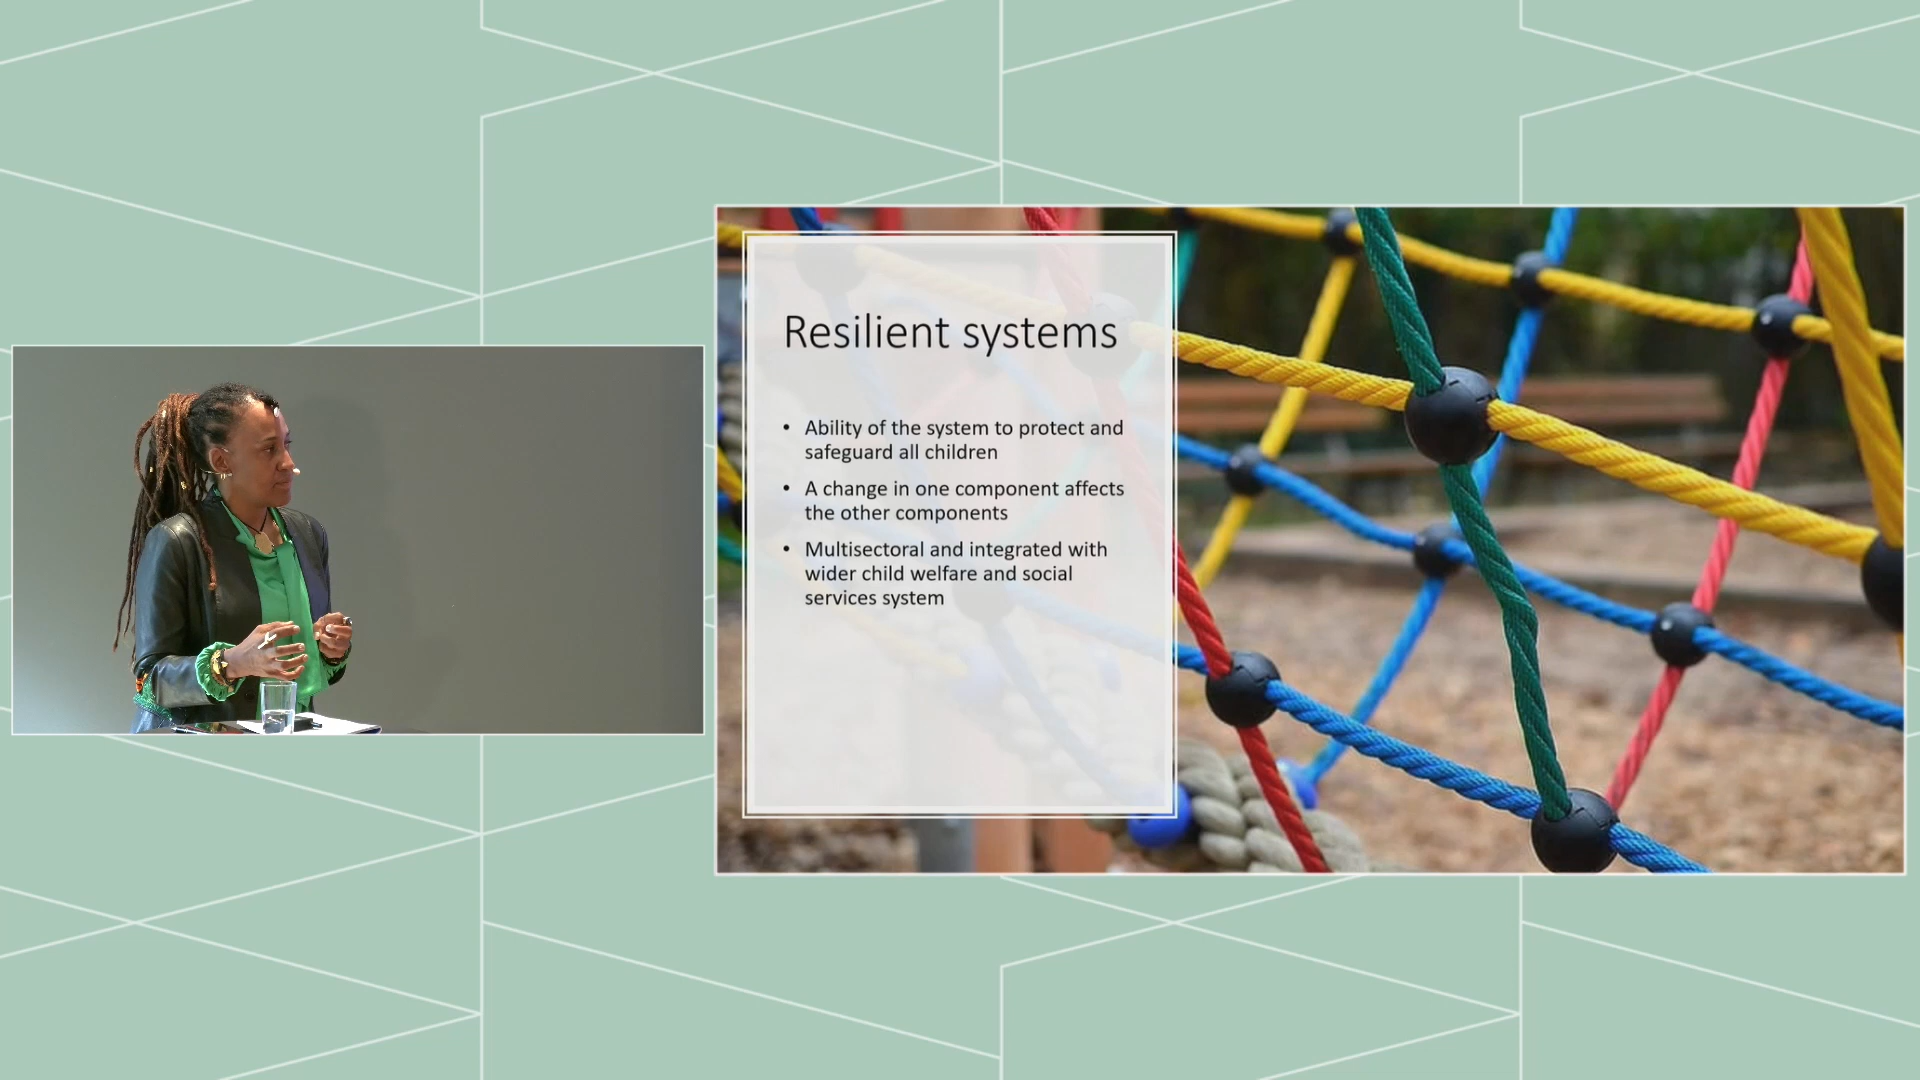 Resilient systems
• Ability of the system to protect and
safeguard all children
• A change in one component affects
the other components
• Multisectoral and integrated with
wider child welfare and social
services system